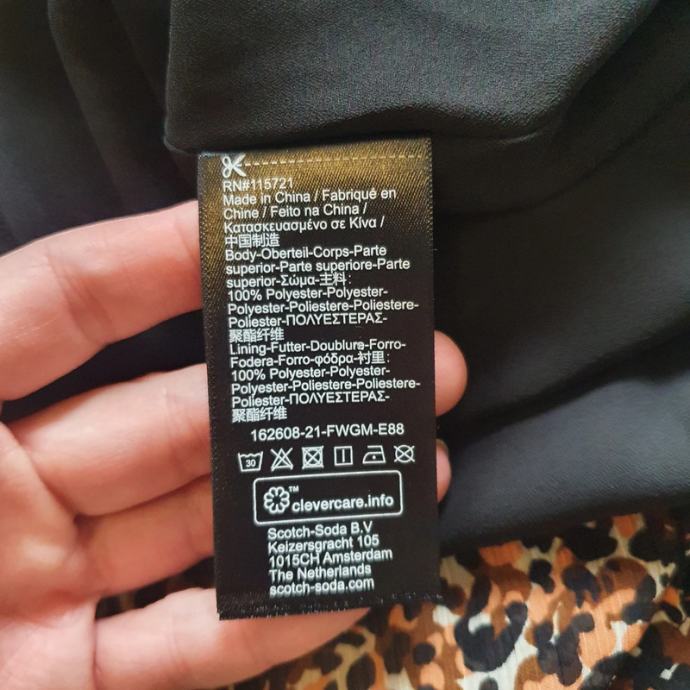 RN#115721
Made in China / Fabriqué en
Chine / Feito na China /
Κατασκευασμένο σε Κίνα /
中国制造
Body-Oberteil-Corps-Parte
superior-Parte superiore-Parte
superior-Σώμα-主料:
100% Polyester-Polyester-
Polyester-Poliestere-Poliestere-
Poliester-ΠΟΛΥΕΣΤΕΡΑΣ-
聚酯纤维
Lining-Futter-Doublure-Forro-
Fodera-Forro-φόδρα-衬里:
100% Polyester-Polyester-
Polyester-Poliestere-Poliestere-
Poliester-ΠΟΛΥΕΣΤΕΡΑΣ-
聚酯纤维
162608-21-FWGM-E88
30
clevercare.info
TM
Scotch-Soda B.V
Keizersgracht 105
1015CH Amsterdam
The Netherlands
scotch-soda.com